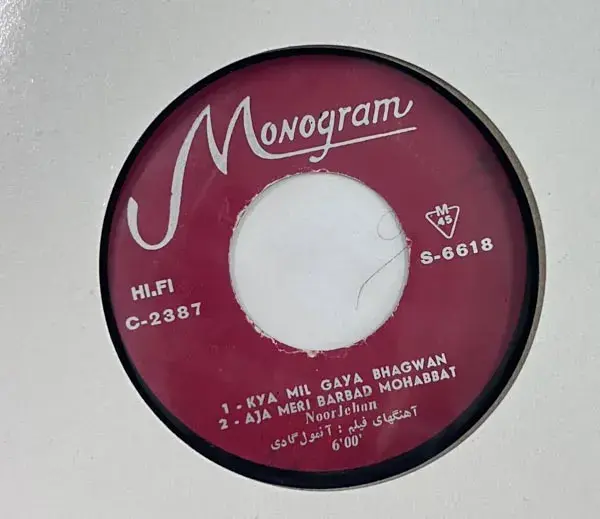 Monogram
M
45
S-6618
HI.FI
C-2387
1 - KYA MIL GAYA BHAGWAN
2 - AJA MERI BARBAD MOHABBAT
NoorJehan
آهنگهای فیلم : آنمول گادی
6'00'